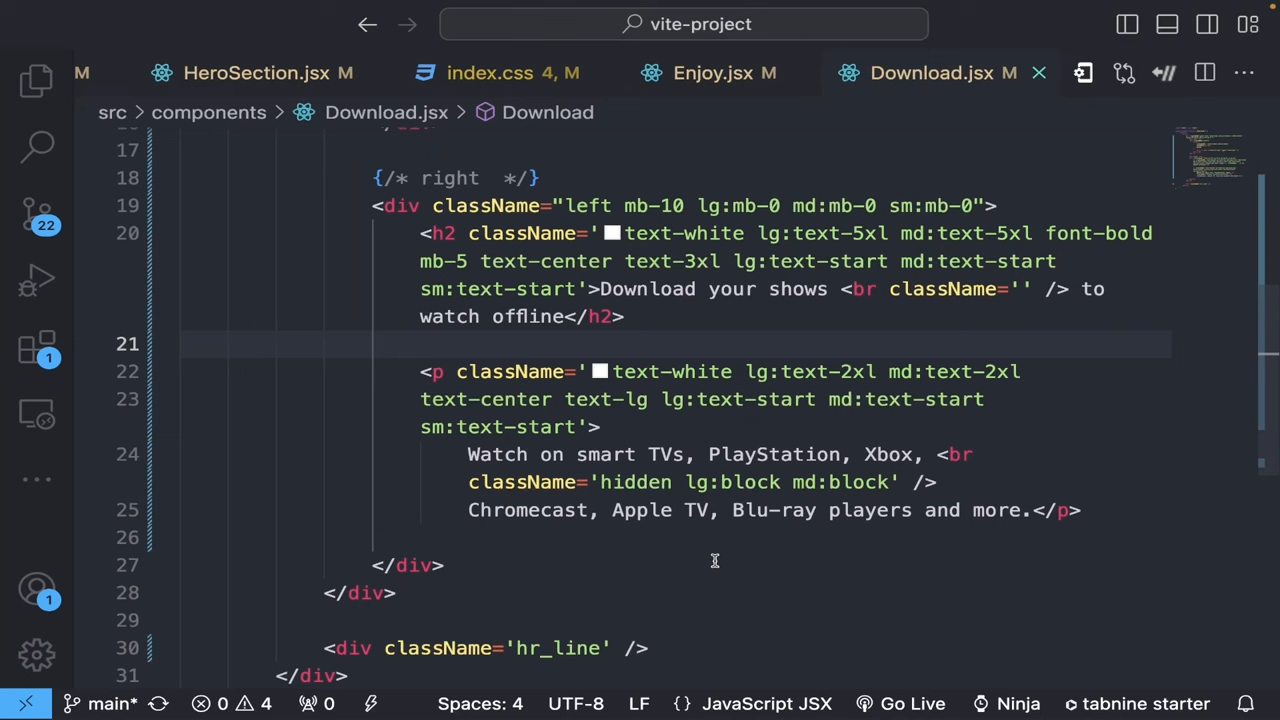 vite-project
M HeroSection.jsx M index.css 4, M Enjoy.jsx M Download.jsx M
src > components > Download.jsx > Download
17
18 {/* right */}
19 <div className="left mb-10 lg:mb-0 md:mb-0 sm:mb-0">
20 <h2 className='text-white lg:text-5xl md:text-5xl font-bold
mb-5 text-center text-3xl lg:text-start md:text-start
sm:text-start'>Download your shows <br className='' /> to
watch offline</h2>
21
22 <p className='text-white lg:text-2xl md:text-2xl
23 text-center text-lg lg:text-start md:text-start
sm:text-start'>
24 Watch on smart TVs, PlayStation, Xbox, <br
className='hidden lg:block md:block' />
25 Chromecast, Apple TV, Blu-ray players and more.</p>
26
27 </div>
28 </div>
29
30 <div className='hr_line' />
31 </div>
22
1
1
main* 0 4 0 Spaces: 4 UTF-8 LF {} JavaScript JSX Go Live Ninja tabnine starter